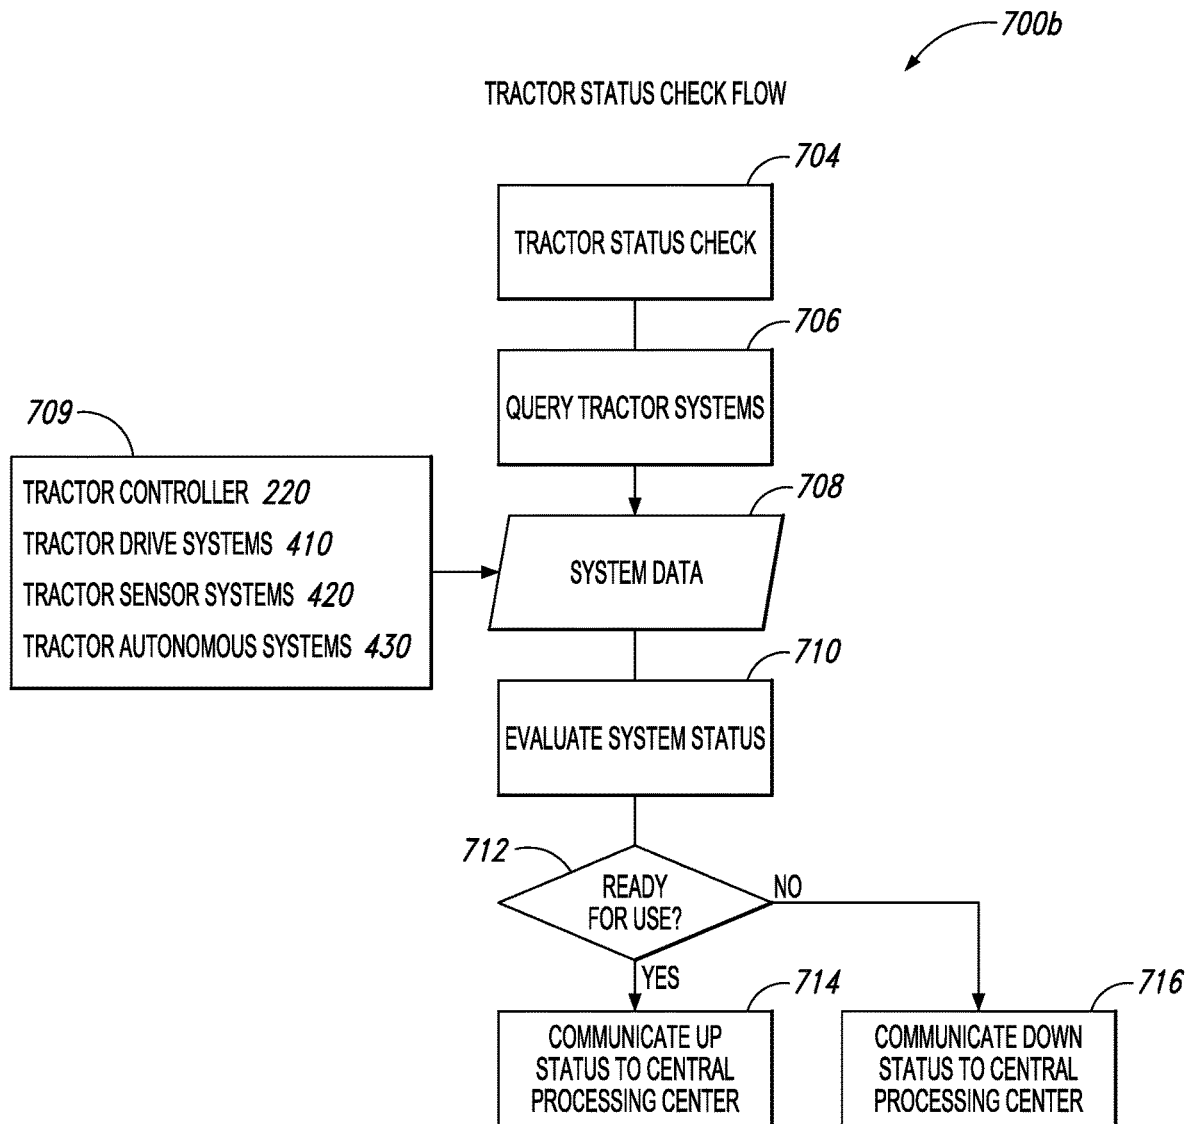 700b
TRACTOR STATUS CHECK FLOW
704
TRACTOR STATUS CHECK
706
QUERY TRACTOR SYSTEMS
709
TRACTOR CONTROLLER 220
TRACTOR DRIVE SYSTEMS 410
TRACTOR SENSOR SYSTEMS 420
TRACTOR AUTONOMOUS SYSTEMS 430
708
SYSTEM DATA
710
EVALUATE SYSTEM STATUS
712
READY
FOR USE?
NO
YES
714
COMMUNICATE UP
STATUS TO CENTRAL
PROCESSING CENTER
716
COMMUNICATE DOWN
STATUS TO CENTRAL
PROCESSING CENTER